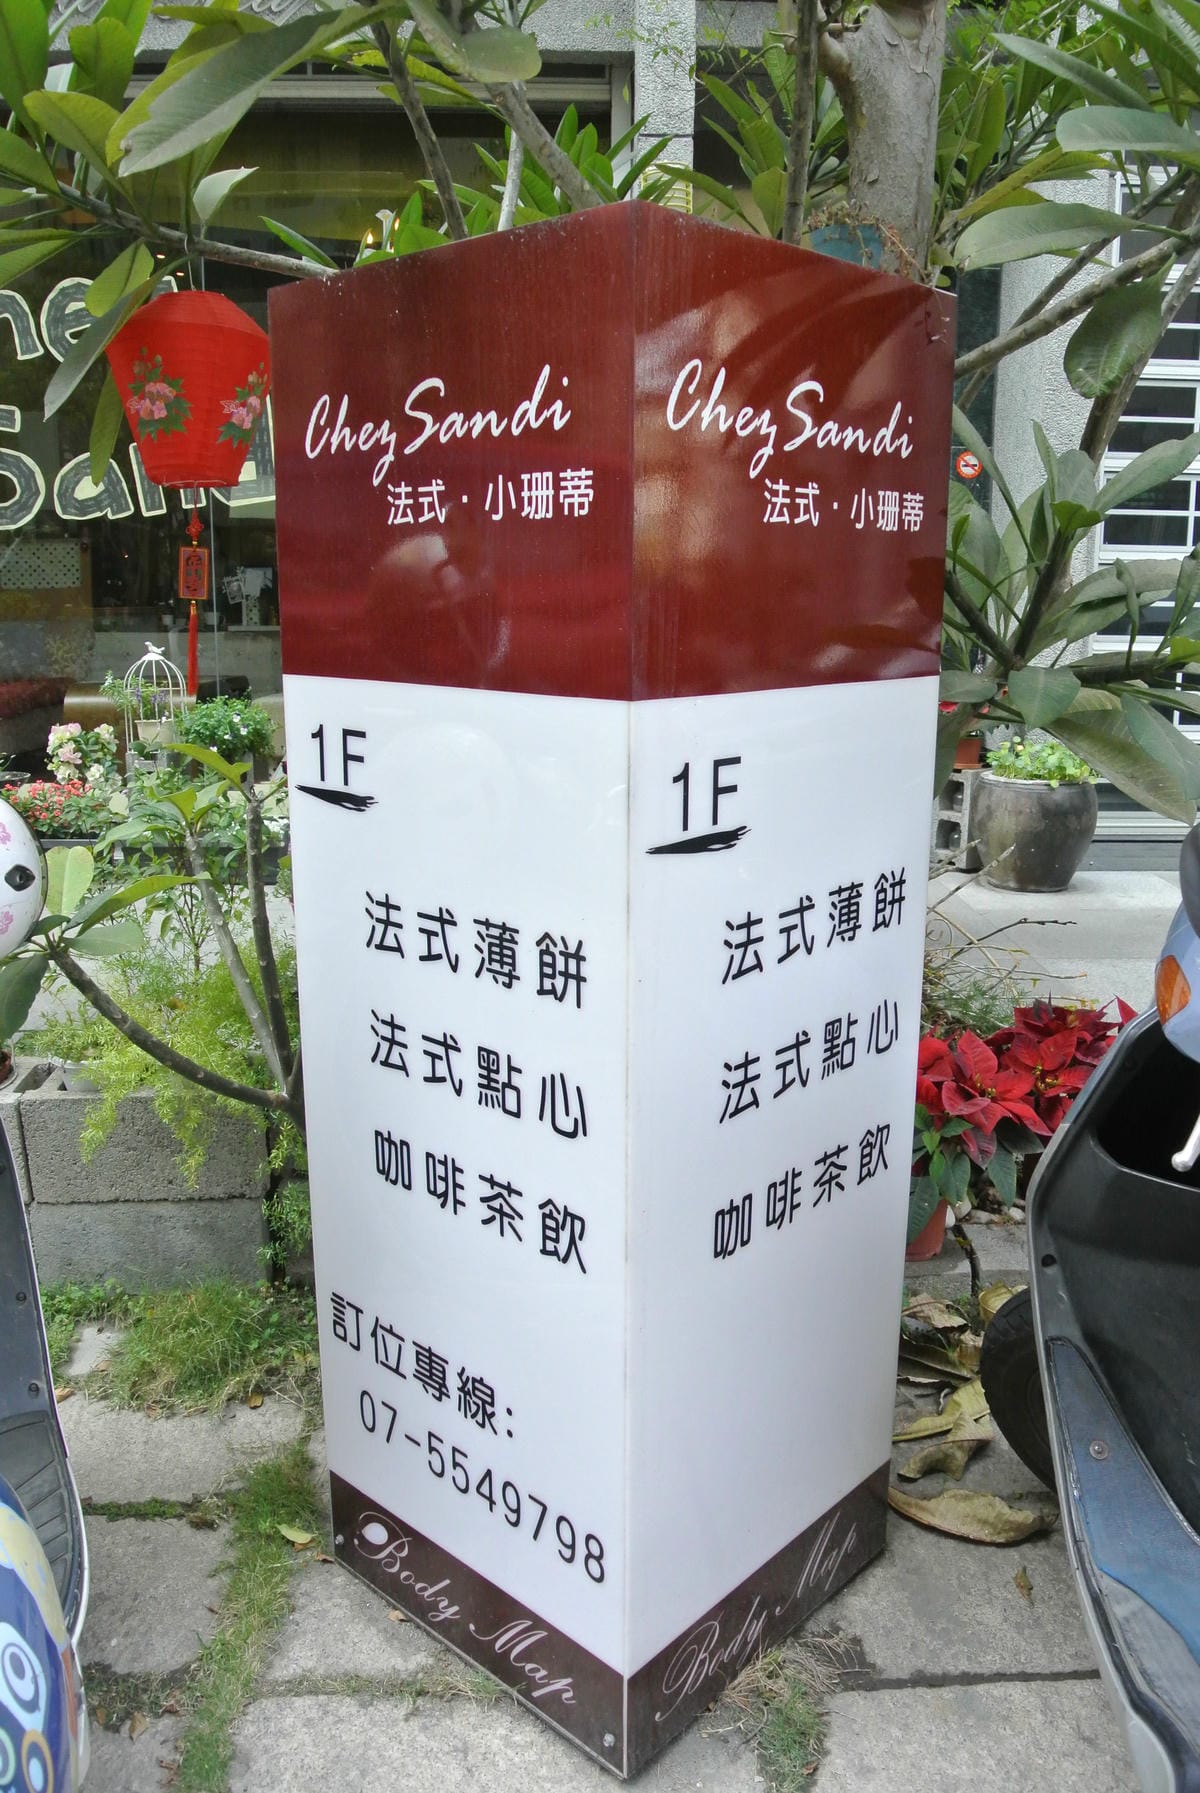 Chez Sandi
法式·小珊蒂
1F
法式薄餅
法式點心
咖啡茶飲
訂位專線:
07-5549798
Body Map
Chez Sandi
法式·小珊蒂
1F
法式薄餅
法式點心
咖啡茶飲
Body Map